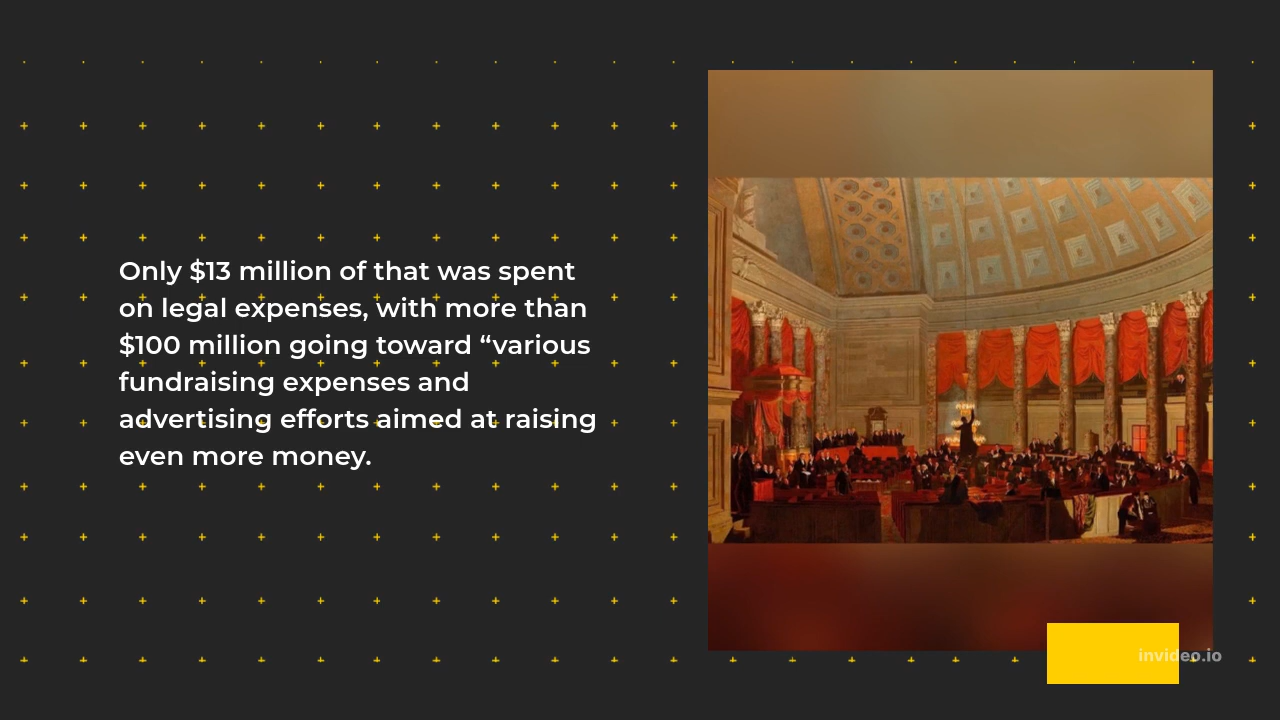 Only $13 million of that was spent
on legal expenses, with more than
$100 million going toward “various
fundraising expenses and
advertising efforts aimed at raising
even more money.
invideo.io